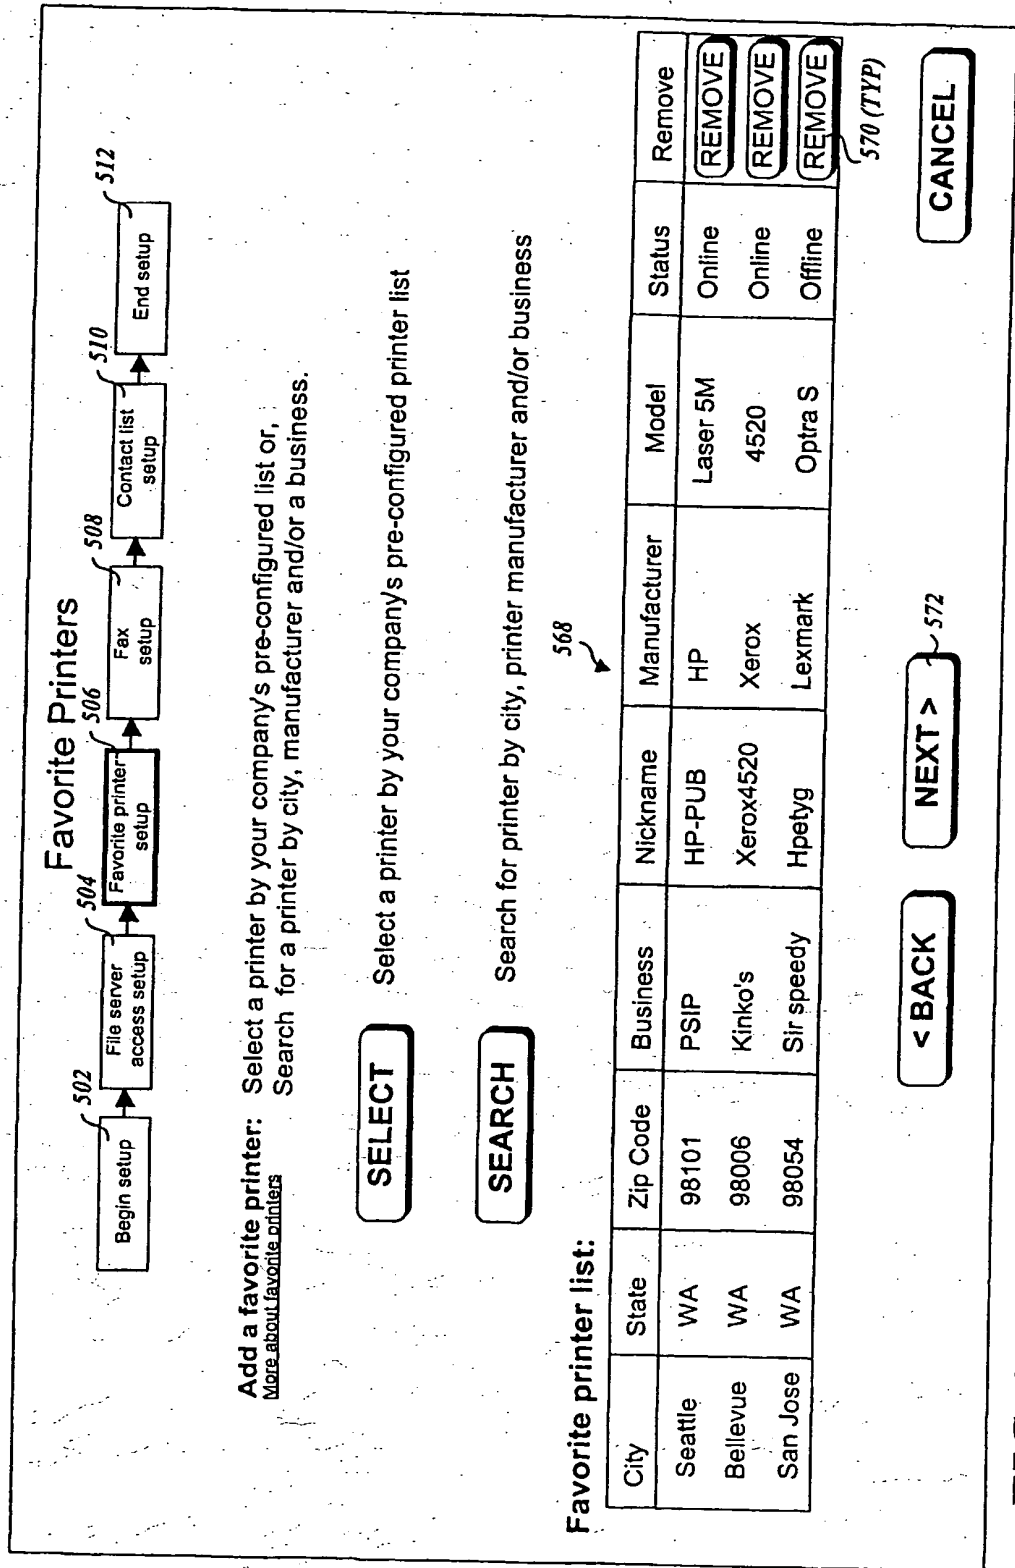 Favorite Printers
502 504 506 508 510 512
Begin setup
File server access setup
Favorite printer setup
Fax setup
Contact list setup
End setup
Add a favorite printer: Select a printer by your company's pre-configured list or,
More about favorite printers Search for a printer by city, manufacturer and/or a business.
SELECT Select a printer by your company's pre-configured printer list
SEARCH Search for printer by city, printer manufacturer and/or business
Favorite printer list:
568
City State Zip Code Business Nickname Manufacturer Model Status Remove
Seattle WA 98101 PSIP HP-PUB HP Laser 5M Online REMOVE
Bellevue WA 98006 Kinko's Xerox4520 Xerox 4520 Online REMOVE
San Jose WA 98054 Sir speedy Hpetyg Lexmark Optra S Offline REMOVE
570 (TYP)
< BACK NEXT > 572 CANCEL